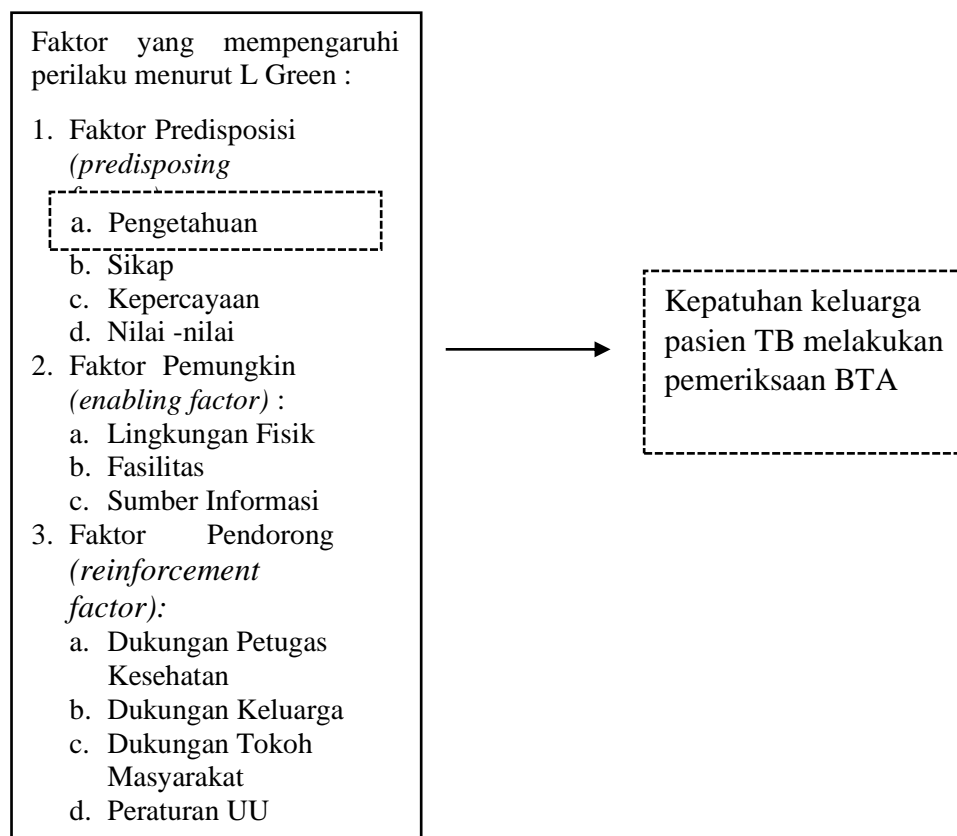 Faktor yang mempengaruhi
perilaku menurut L Green :
1. Faktor Predisposisi
(predisposing
a. Pengetahuan
b. Sikap
c. Kepercayaan
d. Nilai -nilai
2. Faktor Pemungkin
(enabling factor) :
a. Lingkungan Fisik
b. Fasilitas
c. Sumber Informasi
3. Faktor Pendorong
(reinforcement
factor):
a. Dukungan Petugas
Kesehatan
b. Dukungan Keluarga
c. Dukungan Tokoh
Masyarakat
d. Peraturan UU
Kepatuhan keluarga
pasien TB melakukan
pemeriksaan BTA